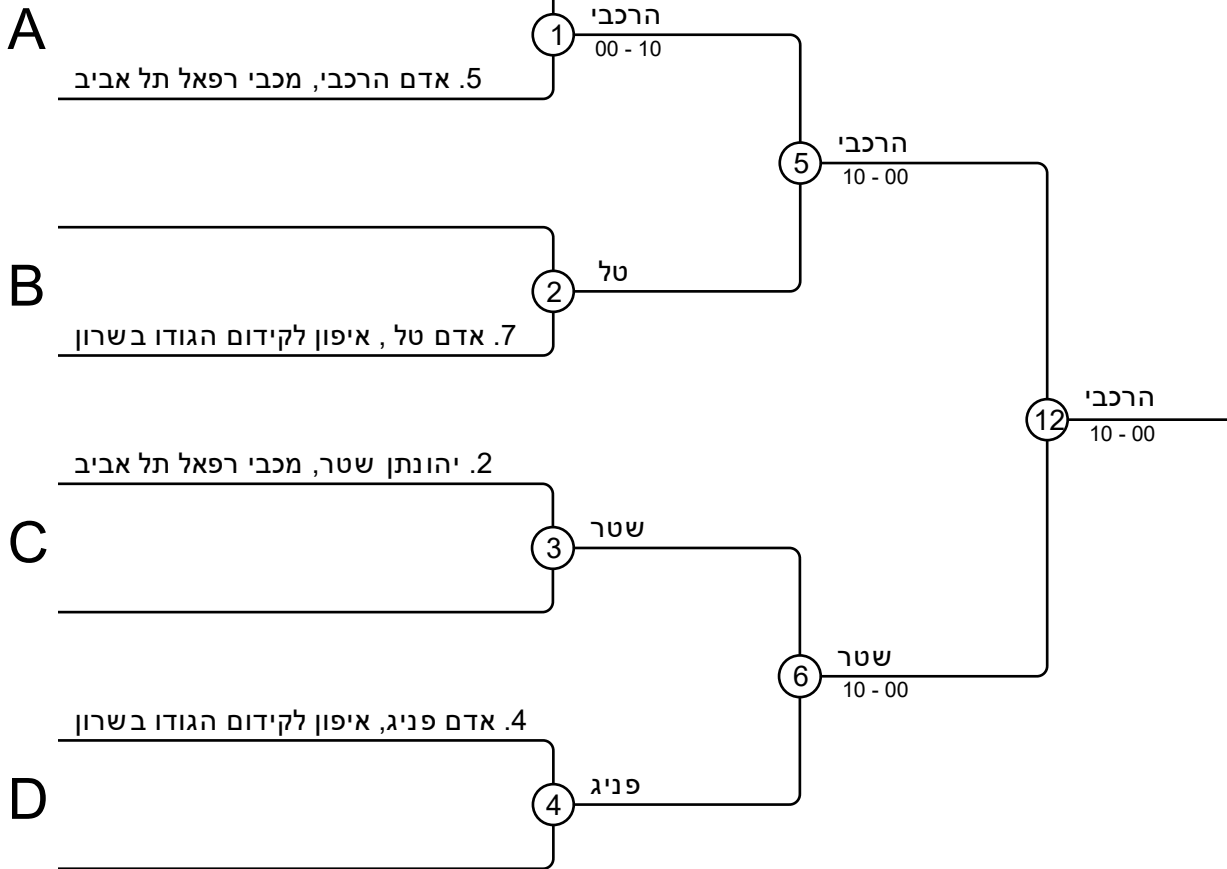 A
1
הרכבי
00 - 10
5. אדם הרכבי, מכבי רפאל תל אביב
5
הרכבי
10 - 00
B
2
טל
7. אדם טל , איפון לקידום הגודו בשרון
12
הרכבי
10 - 00
2. יהונתן שטר, מכבי רפאל תל אביב
C
3
שטר
6
שטר
10 - 00
4. אדם פניג, איפון לקידום הגודו בשרון
D
4
פניג